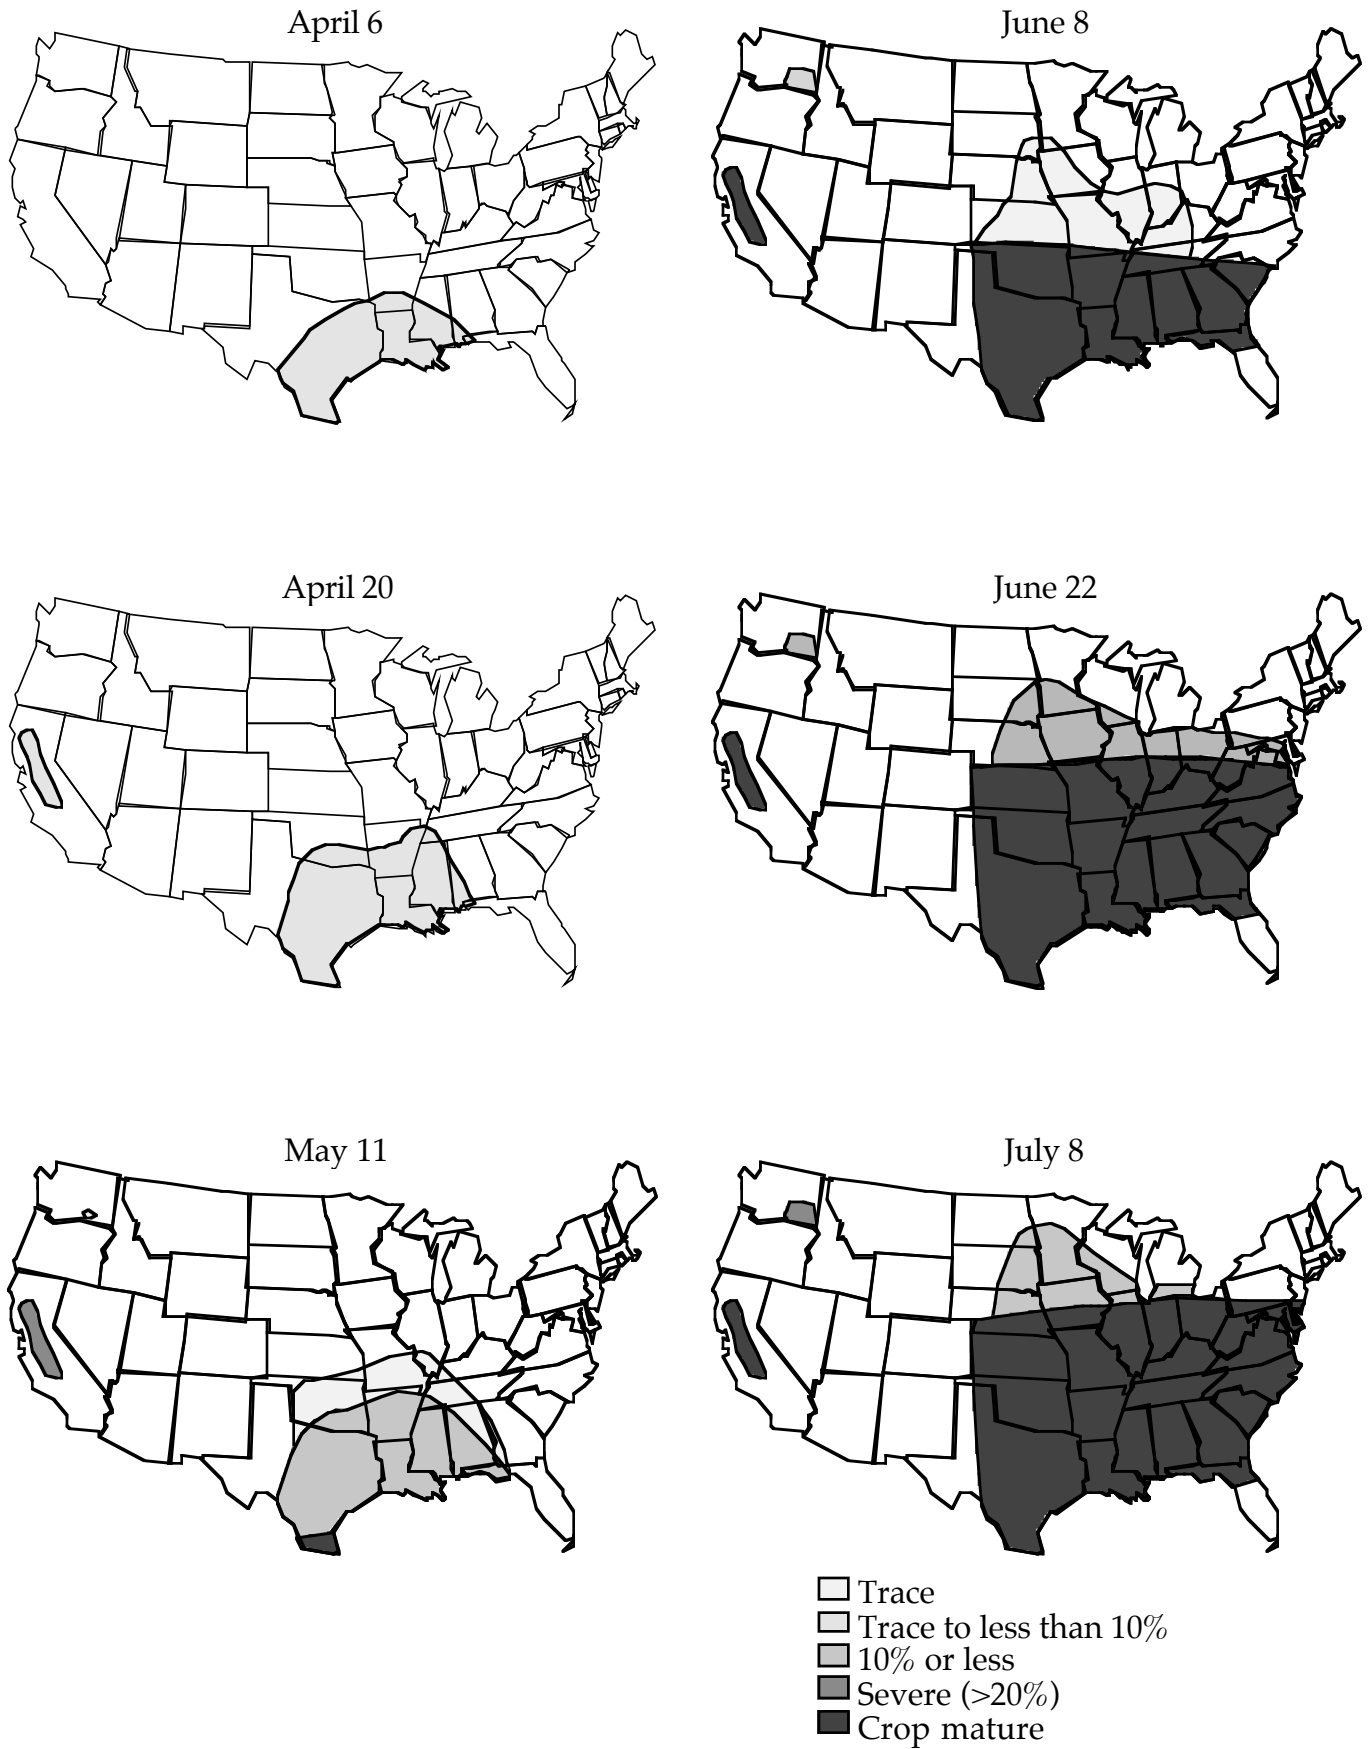 April 6
June 8
April 20
June 22
May 11
July 8
Trace
Trace to less than 10%
10% or less
Severe (>20%)
Crop mature